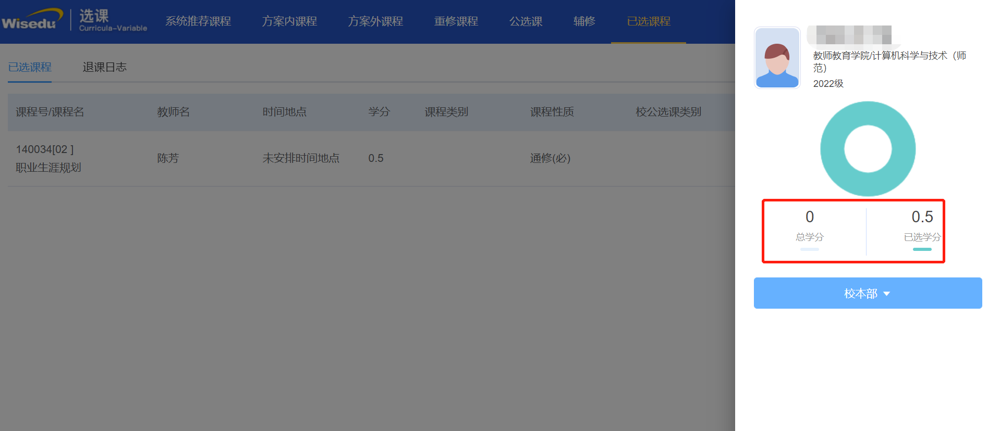 Wisedu
选课
Curricula-Variable
系统推荐课程 方案内课程 方案外课程 重修课程 公选课 辅修 已选课程
已选课程 退课日志
课程号/课程名 教师名 时间地点 学分 课程类别 课程性质 校公选课类别
140034[02 ]
职业生涯规划
陈芳 未安排时间地点 0.5 通修(必)
教师教育学院/计算机科学与技术（师
范）
2022级
0 0.5
总学分 已选学分
校本部